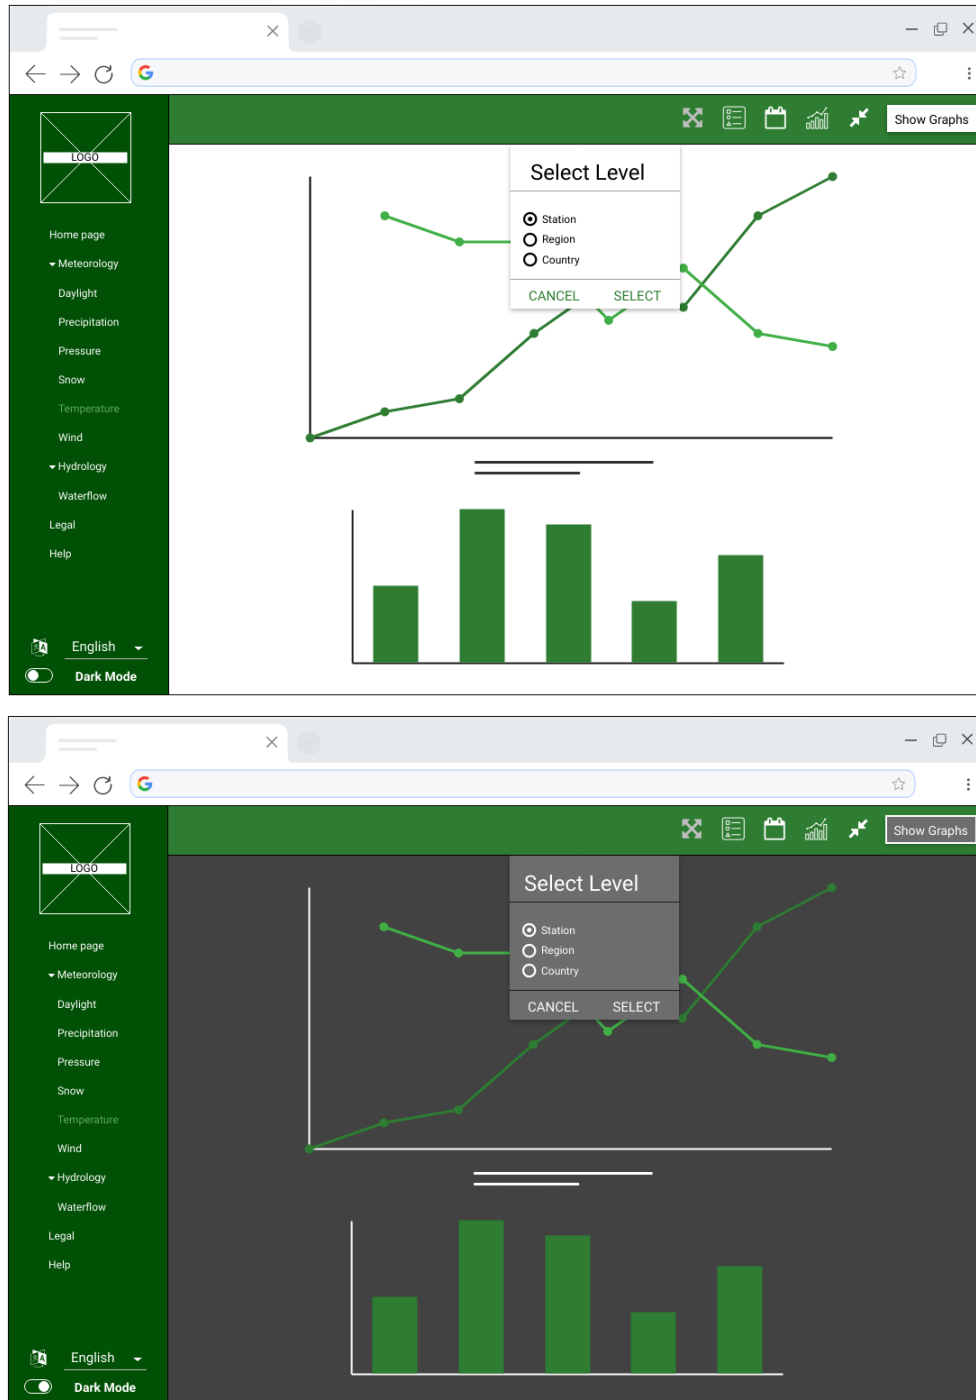 Show Graphs
LOGO
Select Level
Home page
Station
Region
Meteorology
Country
Daylight
CANCEL SELECT
Precipitation
Pressure
Snow
Temperature
Wind
Hydrology
Waterflow
Legal
Help
English
Dark Mode
Show Graphs
LOGO
Select Level
Home page
Station
Region
Meteorology
Country
Daylight
CANCEL SELECT
Precipitation
Pressure
Snow
Temperature
Wind
Hydrology
Waterflow
Legal
Help
English
Dark Mode